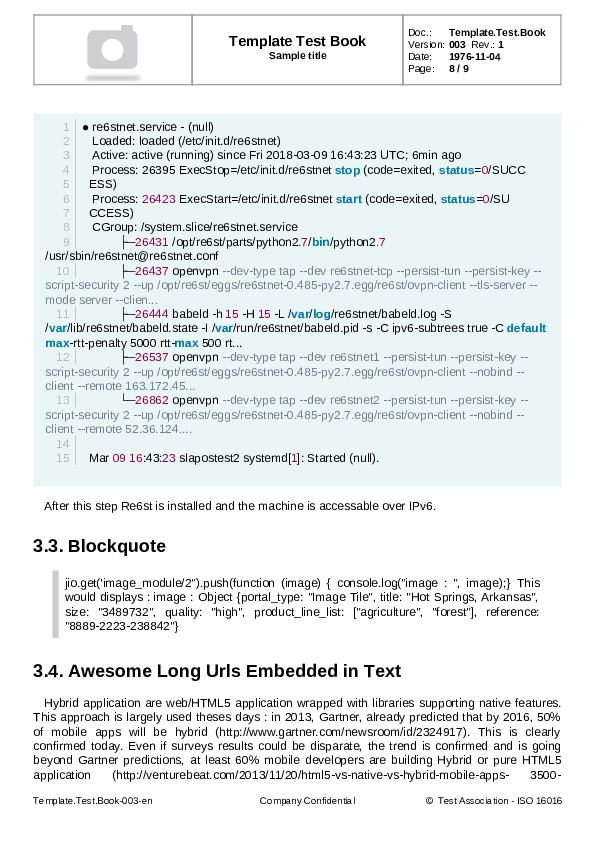 Template Test Book
Sample title
Doc.: Template.Test.Book
Version: 003 Rev.: 1
Date: 1976-11-04
Page: 8 / 9
1 ● re6stnet.service - (null)
2 Loaded: loaded (/etc/init.d/re6stnet)
3 Active: active (running) since Fri 2018-03-09 16:43:23 UTC; 6min ago
4 Process: 26395 ExecStop=/etc/init.d/re6stnet stop (code=exited, status=0/SUCC
5 ESS)
6 Process: 26423 ExecStart=/etc/init.d/re6stnet start (code=exited, status=0/SU
7 CCESS)
8 CGroup: /system.slice/re6stnet.service
9 ├─26431 /opt/re6st/parts/python2.7/bin/python2.7
/usr/sbin/re6stnet@re6stnet.conf
10 ├─26437 openvpn --dev-type tap --dev re6stnet-tcp --persist-tun --persist-key --
script-security 2 --up /opt/re6st/eggs/re6stnet-0.485-py2.7.egg/re6st/ovpn-client --tls-server --
mode server --clien...
11 ├─26444 babeld -h 15 -H 15 -L /var/log/re6stnet/babeld.log -S
/var/lib/re6stnet/babeld.state -I /var/run/re6stnet/babeld.pid -s -C ipv6-subtrees true -C default
max-rtt-penalty 5000 rtt-max 500 rt...
12 ├─26537 openvpn --dev-type tap --dev re6stnet1 --persist-tun --persist-key --
script-security 2 --up /opt/re6st/eggs/re6stnet-0.485-py2.7.egg/re6st/ovpn-client --nobind --
client --remote 163.172.45...
13 └─26862 openvpn --dev-type tap --dev re6stnet2 --persist-tun --persist-key --
script-security 2 --up /opt/re6st/eggs/re6stnet-0.485-py2.7.egg/re6st/ovpn-client --nobind --
client --remote 52.36.124....
14
15 Mar 09 16:43:23 slapostest2 systemd[1]: Started (null).
After this step Re6st is installed and the machine is accessable over IPv6.
3.3. Blockquote
jio.get('image_module/2").push(function (image) { console.log("image : ", image);} This
would displays : image : Object {portal_type: "Image Tile", title: "Hot Springs, Arkansas",
size: "3489732", quality: "high", product_line_list: ["agriculture", "forest"], reference:
"8889-2223-238842"}
3.4. Awesome Long Urls Embedded in Text
Hybrid application are web/HTML5 application wrapped with libraries supporting native features.
This approach is largely used theses days : in 2013, Gartner, already predicted that by 2016, 50%
of mobile apps will be hybrid (http://www.gartner.com/newsroom/id/2324917). This is clearly
confirmed today. Even if surveys results could be disparate, the trend is confirmed and is going
beyond Gartner predictions, at least 60% mobile developers are building Hybrid or pure HTML5
application (http://venturebeat.com/2013/11/20/html5-vs-native-vs-hybrid-mobile-apps- 3500-
Template.Test.Book-003-en Company Confidential © Test Association - ISO 16016